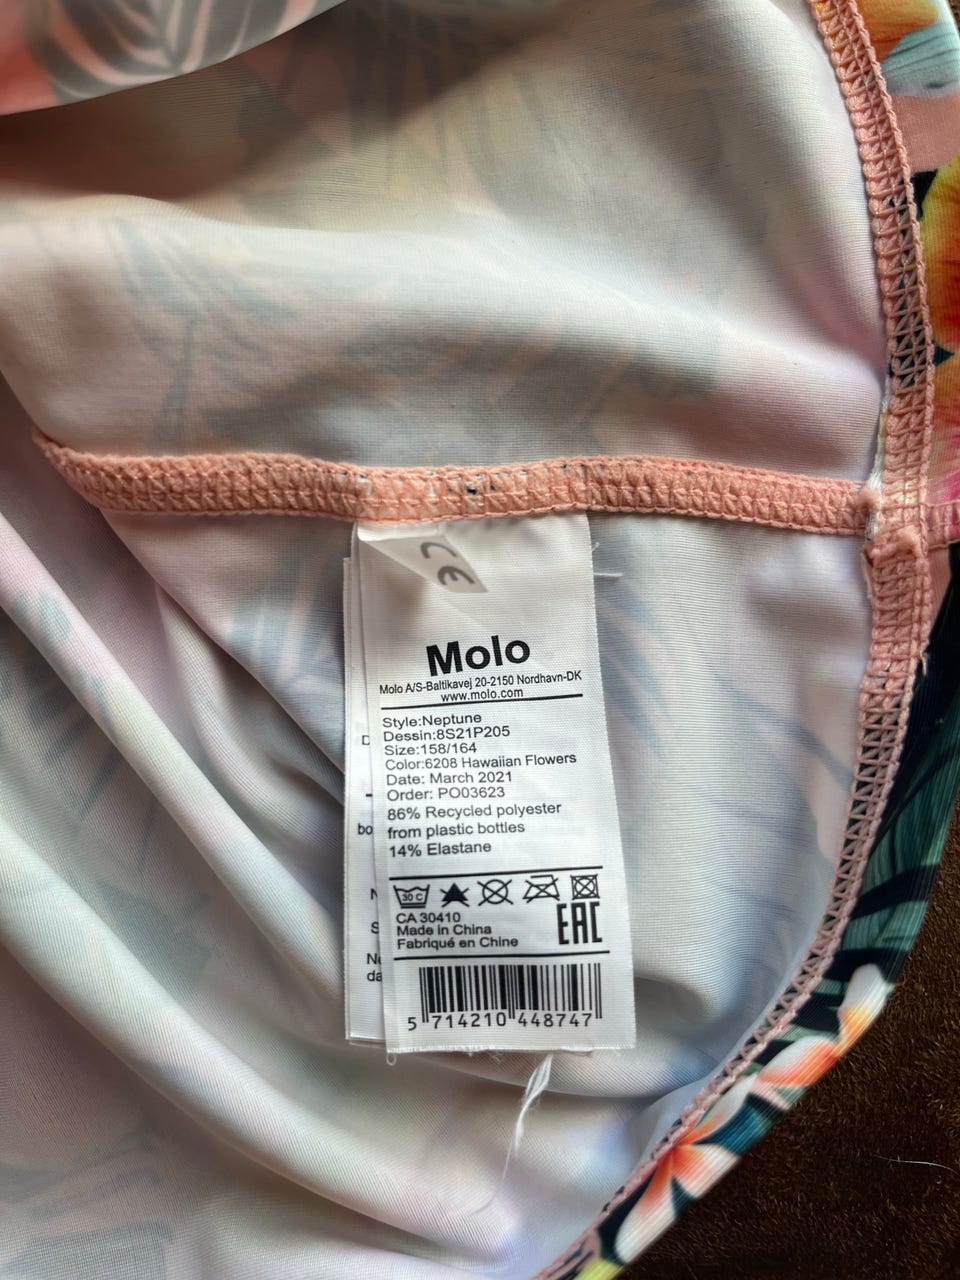 CE
Molo
Molo A/S-Baltikavej 20-2150 Nordhavn-DK
www.molo.com
Style:Neptune
Dessin:8S21P205
Size:158/164
Color:6208 Hawaiian Flowers
Date: March 2021
Order: PO03623
86% Recycled polyester
from plastic bottles
14% Elastane
30 C
CA 30410
Made in China
Fabriqué en Chine
EAC
5 714210 448747